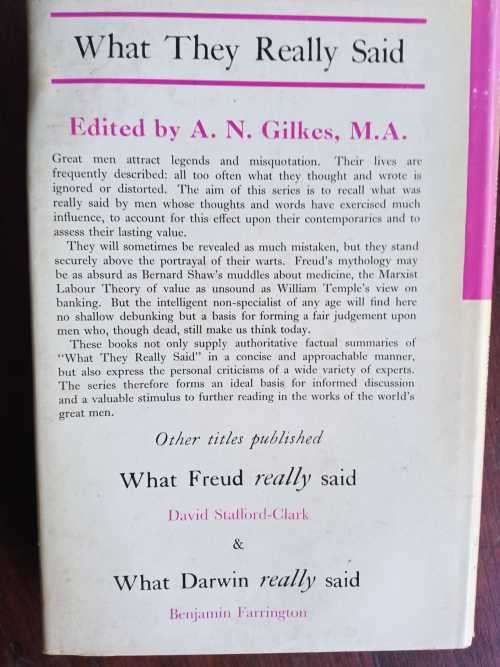 What They Really Said
Edited by A. N. Gilkes, M.A.
Great men attract legends and misquotation. Their lives are
frequently described: all too often what they thought and wrote is
ignored or distorted. The aim of this series is to recall what was
really said by men whose thoughts and words have exercised much
influence, to account for this effect upon their contemporaries and to
assess their lasting value.
They will sometimes be revealed as much mistaken, but they stand
securely above the portrayal of their warts. Freud's mythology may
be as absurd as Bernard Shaw's muddles about medicine, the Marxist
Labour Theory of value as unsound as William Temple's view on
banking. But the intelligent non-specialist of any age will find here
no shallow debunking but a basis for forming a fair judgement upon
men who, though dead, still make us think today.
These books not only supply authoritative factual summaries of
"What They Really Said" in a concise and approachable manner,
but also express the personal criticisms of a wide variety of experts.
The series therefore forms an ideal basis for informed discussion
and a valuable stimulus to further reading in the works of the world's
great men.
Other titles published
What Freud really said
David Stafford-Clark
&
What Darwin really said
Benjamin Farrington